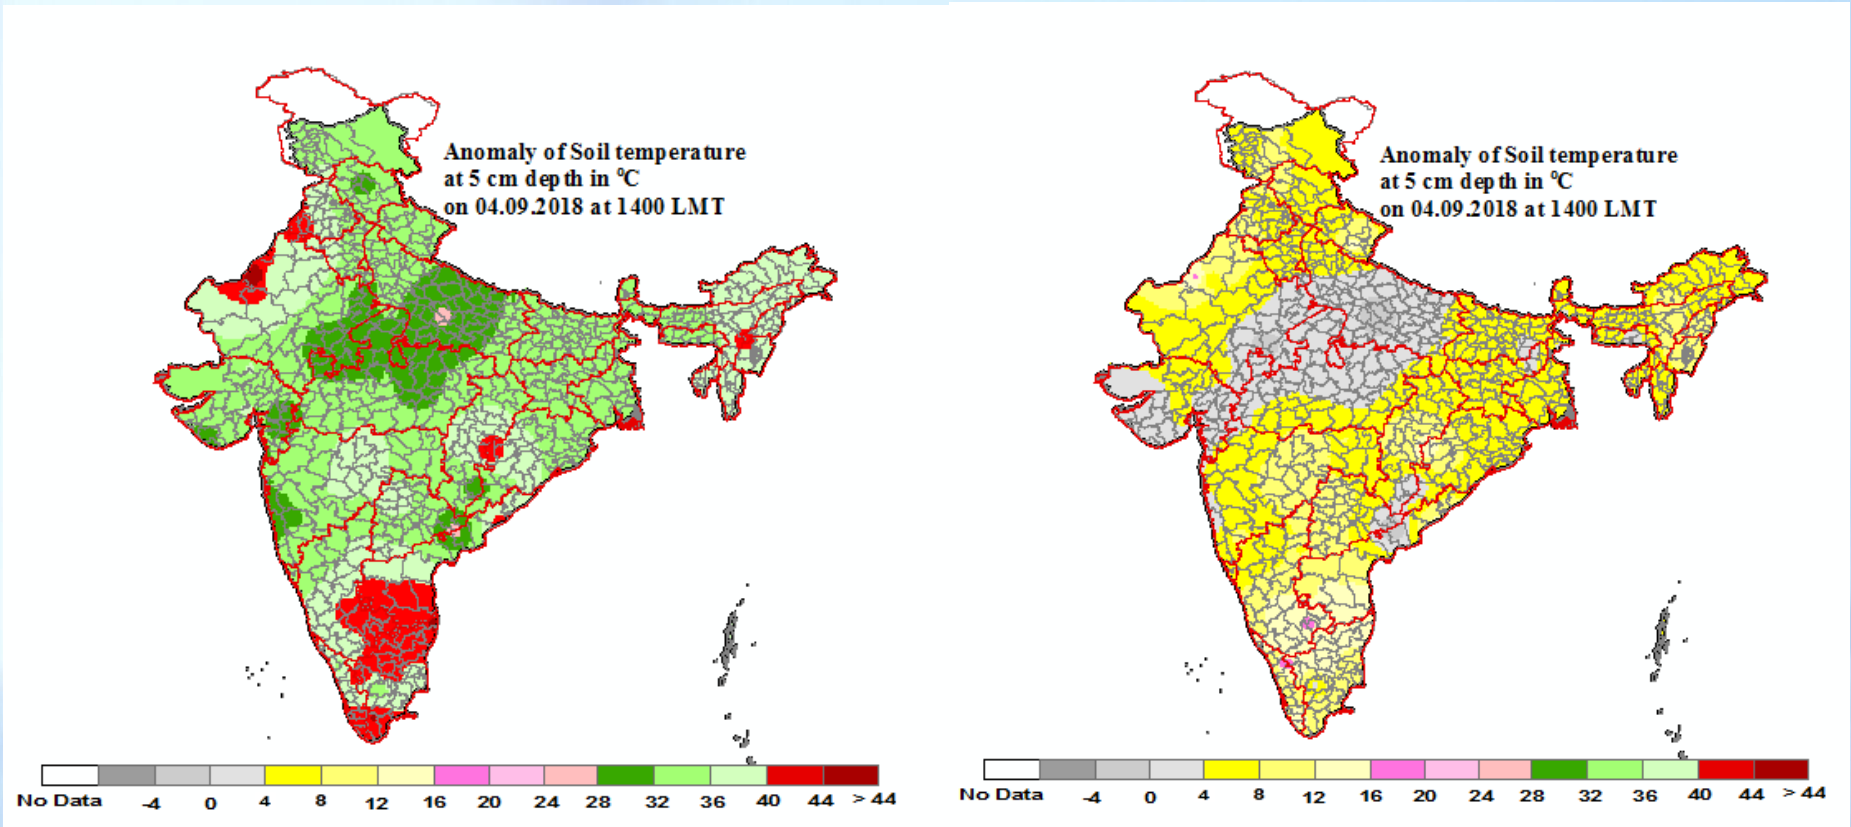 Anomaly of Soil temperature
at 5 cm depth in ⁰C
on 04.09.2018 at 1400 LMT
No Data -4 0 4 8 12 16 20 24 28 32 36 40 44 > 44
Anomaly of Soil temperature
at 5 cm depth in ⁰C
on 04.09.2018 at 1400 LMT
No Data -4 0 4 8 12 16 20 24 28 32 36 40 44 > 44